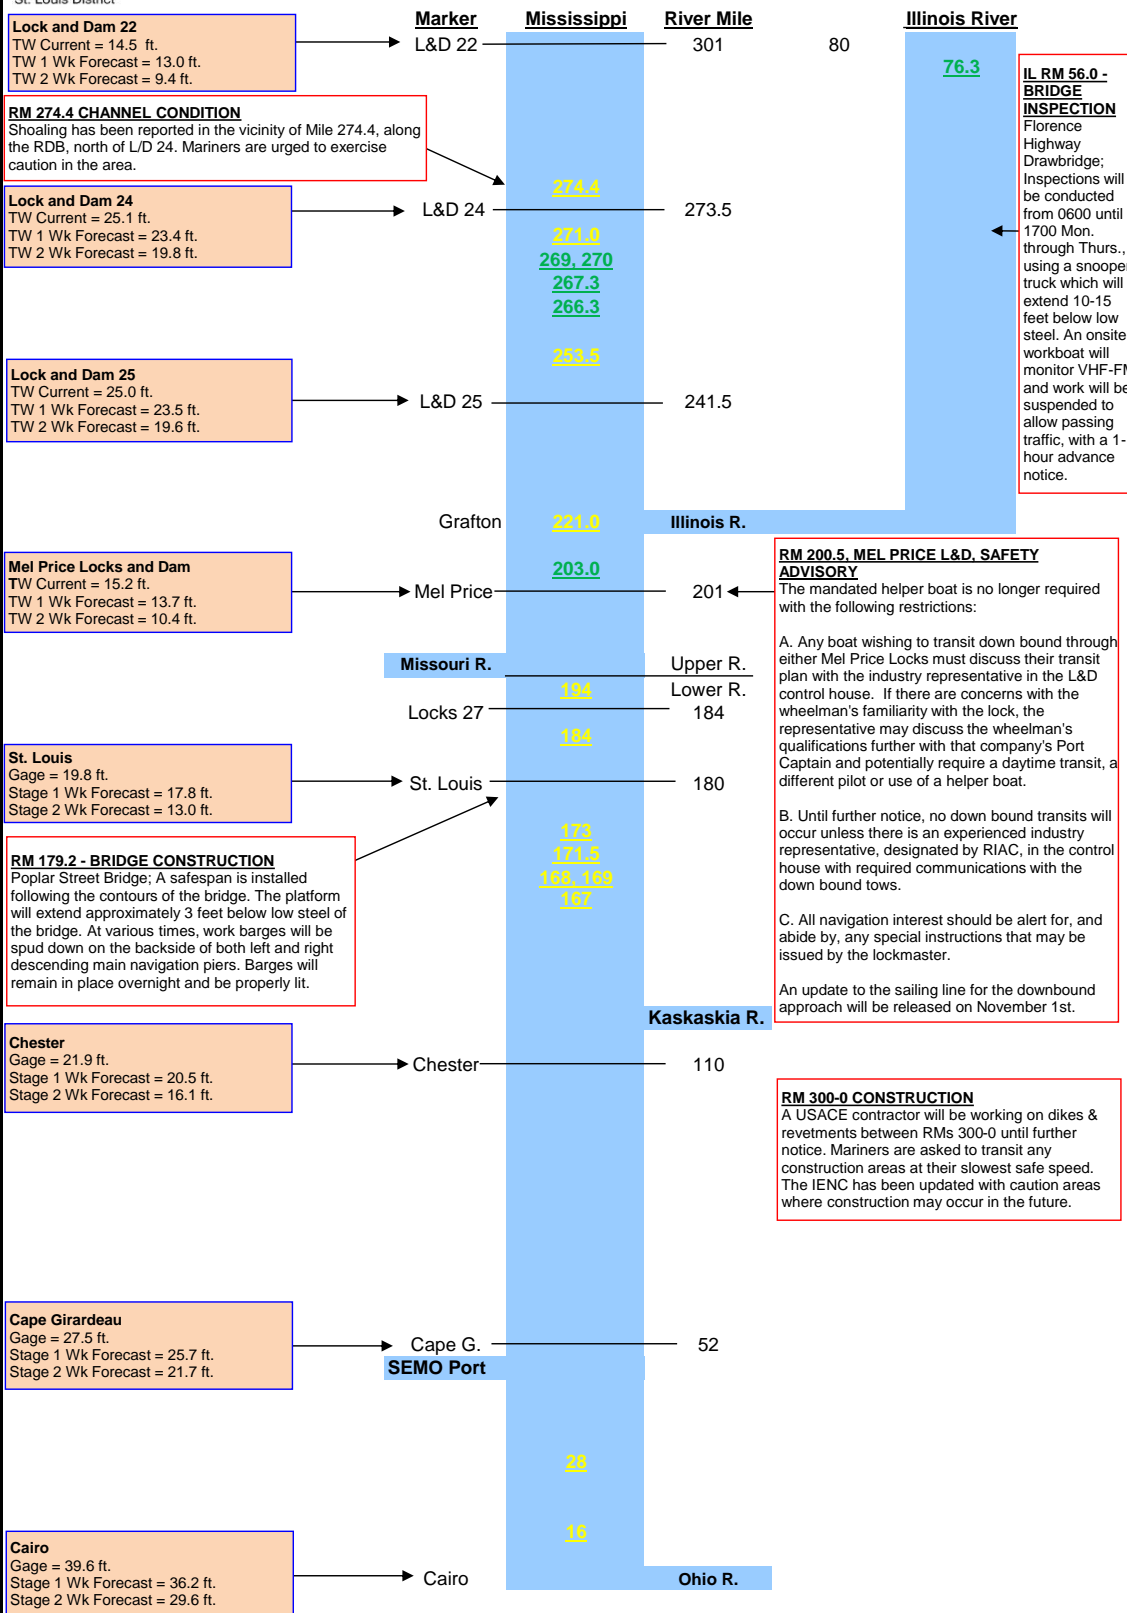 St. Louis District
Marker Mississippi River Mile Illinois River
Lock and Dam 22
TW Current = 14.5 ft.
TW 1 Wk Forecast = 13.0 ft.
TW 2 Wk Forecast = 9.4 ft.
L&D 22 301 80
76.3
IL RM 56.0 -
BRIDGE
INSPECTION
Florence
Highway
Drawbridge;
Inspections will
be conducted
from 0600 until
1700 Mon.
through Thurs.,
using a snooper
truck which will
extend 10-15
feet below low
steel. An onsite
workboat will
monitor VHF-FM
and work will be
suspended to
allow passing
traffic, with a 1-
hour advance
notice.
RM 274.4 CHANNEL CONDITION
Shoaling has been reported in the vicinity of Mile 274.4, along
the RDB, north of L/D 24. Mariners are urged to exercise
caution in the area.
274.4
Lock and Dam 24
TW Current = 25.1 ft.
TW 1 Wk Forecast = 23.4 ft.
TW 2 Wk Forecast = 19.8 ft.
L&D 24 273.5
271.0
269, 270
267.3
266.3
253.5
Lock and Dam 25
TW Current = 25.0 ft.
TW 1 Wk Forecast = 23.5 ft.
TW 2 Wk Forecast = 19.6 ft.
L&D 25 241.5
Grafton 221.0 Illinois R.
203.0
Mel Price Locks and Dam
TW Current = 15.2 ft.
TW 1 Wk Forecast = 13.7 ft.
TW 2 Wk Forecast = 10.4 ft.
Mel Price 201
RM 200.5, MEL PRICE L&D, SAFETY
ADVISORY
The mandated helper boat is no longer required
with the following restrictions:
A. Any boat wishing to transit down bound through
either Mel Price Locks must discuss their transit
plan with the industry representative in the L&D
control house. If there are concerns with the
wheelman's familiarity with the lock, the
representative may discuss the wheelman's
qualifications further with that company's Port
Captain and potentially require a daytime transit, a
different pilot or use of a helper boat.
B. Until further notice, no down bound transits will
occur unless there is an experienced industry
representative, designated by RIAC, in the control
house with required communications with the
down bound tows.
C. All navigation interest should be alert for, and
abide by, any special instructions that may be
issued by the lockmaster.
An update to the sailing line for the downbound
approach will be released on November 1st.
Missouri R. Upper R.
194 Lower R.
Locks 27 184
184
St. Louis
Gage = 19.8 ft.
Stage 1 Wk Forecast = 17.8 ft.
Stage 2 Wk Forecast = 13.0 ft.
St. Louis 180
173
171.5
168, 169
167
RM 179.2 - BRIDGE CONSTRUCTION
Poplar Street Bridge; A safespan is installed
following the contours of the bridge. The platform
will extend approximately 3 feet below low steel of
the bridge. At various times, work barges will be
spud down on the backside of both left and right
descending main navigation piers. Barges will
remain in place overnight and be properly lit.
Kaskaskia R.
Chester
Gage = 21.9 ft.
Stage 1 Wk Forecast = 20.5 ft.
Stage 2 Wk Forecast = 16.1 ft.
Chester 110
RM 300-0 CONSTRUCTION
A USACE contractor will be working on dikes &
revetments between RMs 300-0 until further
notice. Mariners are asked to transit any
construction areas at their slowest safe speed.
The IENC has been updated with caution areas
where construction may occur in the future.
Cape Girardeau
Gage = 27.5 ft.
Stage 1 Wk Forecast = 25.7 ft.
Stage 2 Wk Forecast = 21.7 ft.
Cape G. 52
SEMO Port
28
16
Cairo
Gage = 39.6 ft.
Stage 1 Wk Forecast = 36.2 ft.
Stage 2 Wk Forecast = 29.6 ft.
Cairo Ohio R.